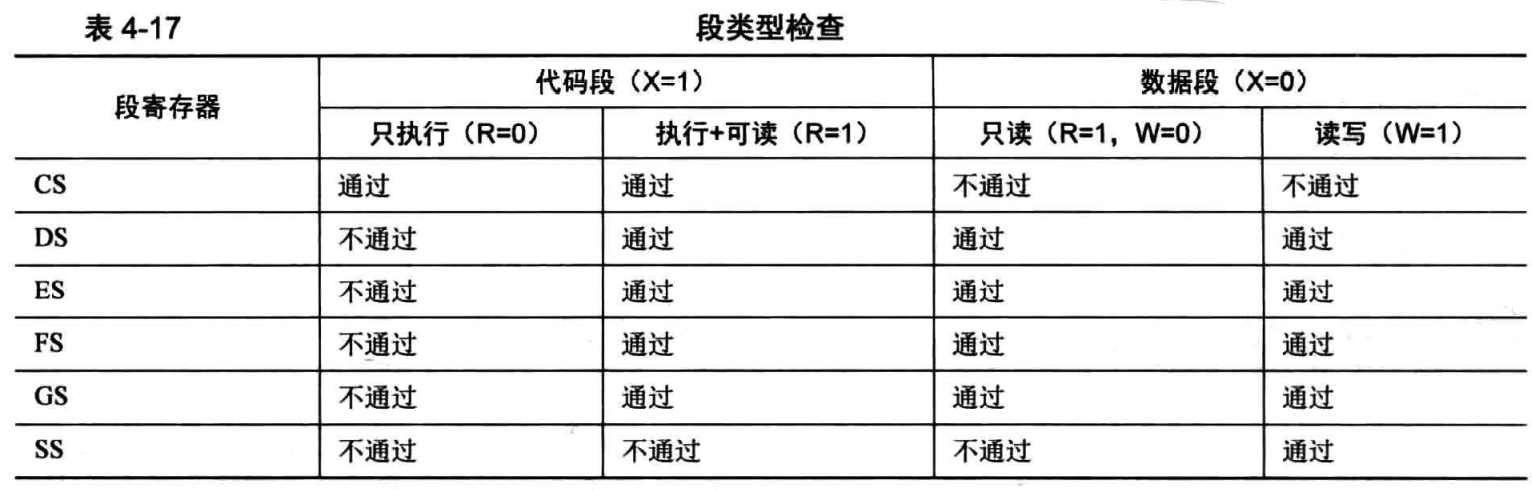 表 4-17 段类型检查
段寄存器 代码段（X=1） 数据段（X=0）
只执行（R=0） 执行+可读（R=1） 只读（R=1，W=0） 读写（W=1）
CS 通过 通过 不通过 不通过
DS 不通过 通过 通过 通过
ES 不通过 通过 通过 通过
FS 不通过 通过 通过 通过
GS 不通过 通过 通过 通过
SS 不通过 不通过 不通过 通过